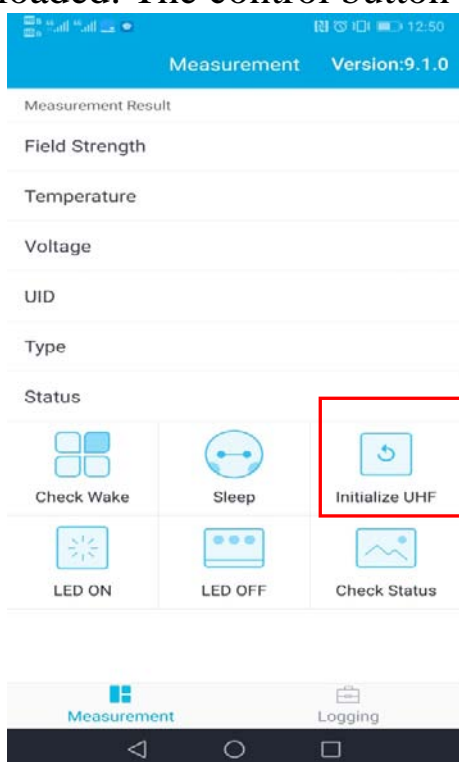 loaded. The control button
12:50
Measurement Version:9.1.0
Measurement Result
Field Strength
Temperature
Voltage
UID
Type
Status
Check Wake Sleep Initialize UHF
LED ON LED OFF Check Status
Measurement Logging